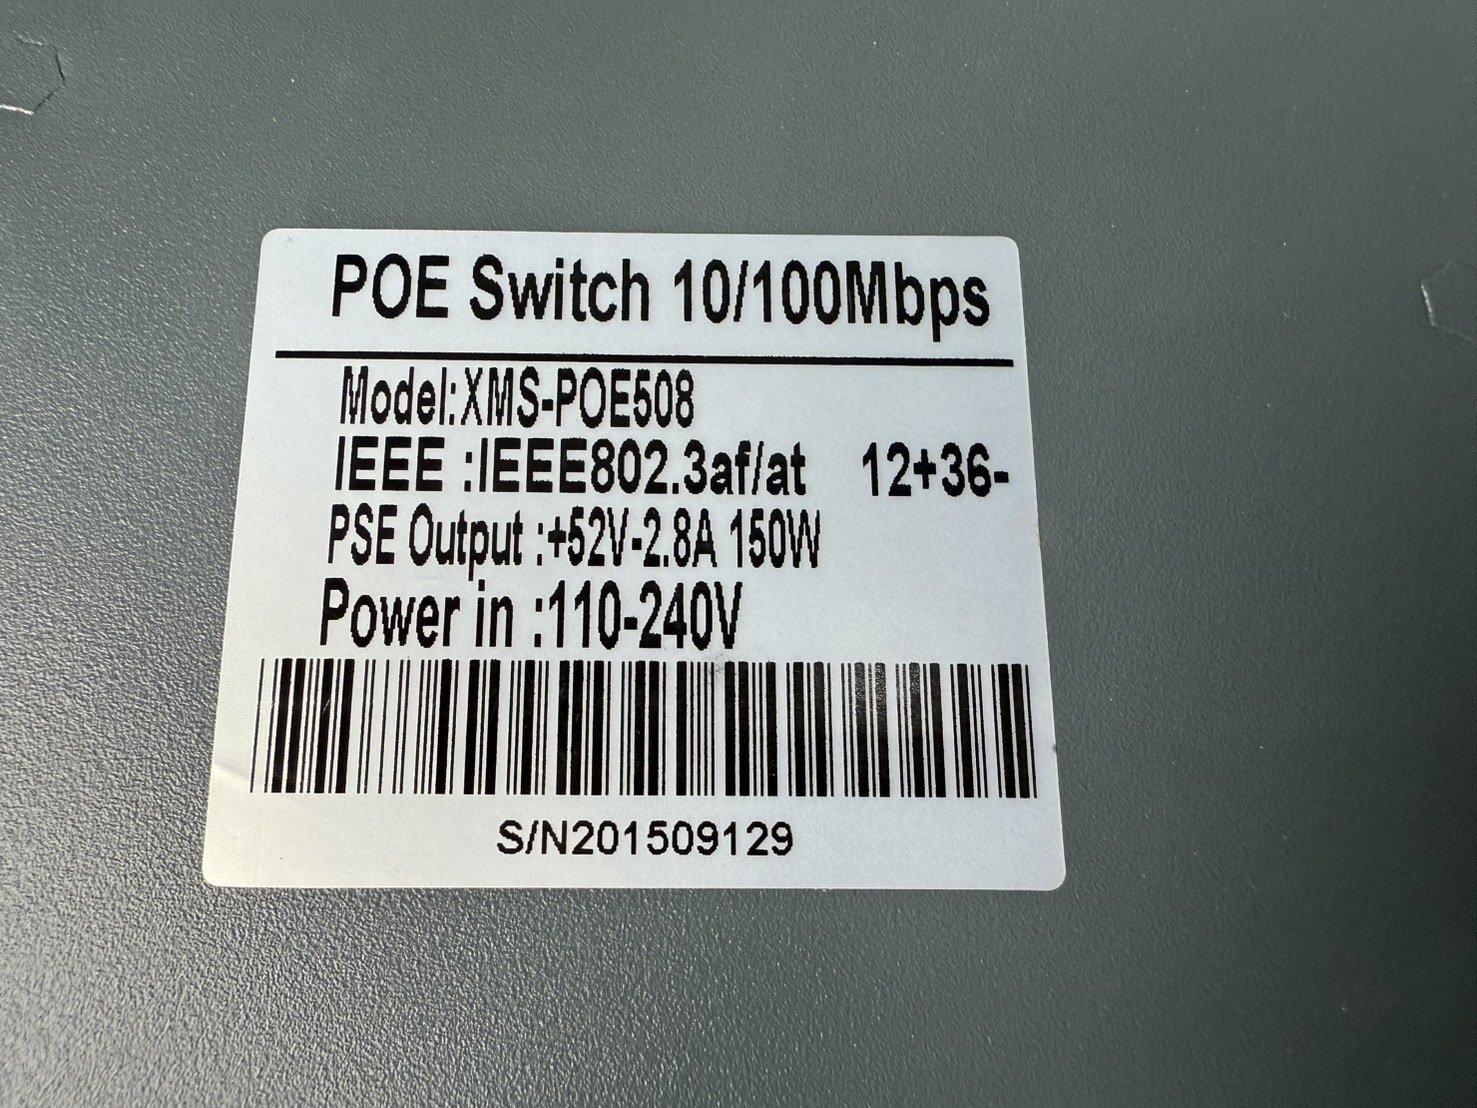 POE Switch 10/100Mbps
Model:XMS-POE508
IEEE :IEEE802.3af/at 12+36-
PSE Output :+52V-2.8A 150W
Power in :110-240V
S/N201509129